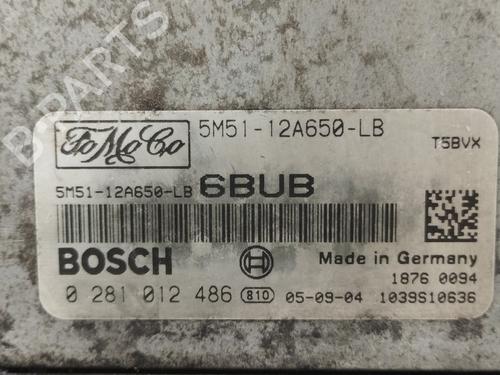 B-PARTS
FoMoCo
5M51-12A650-LB
T5BVX
5M51-12A650-LB 6BUB
BOSCH
Made in Germany
1876 0094
0 281 012 486 810 05-09-04 1039S10636